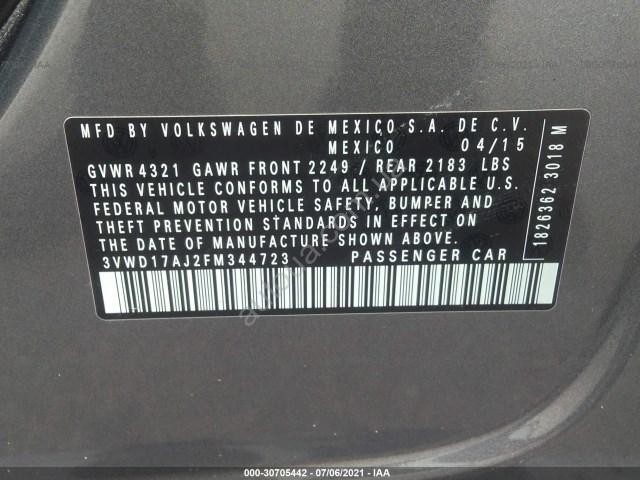 MFD BY VOLKSWAGEN DE MEXICO S.A. DE C.V.
MEXICO 04/15
GVWR 4321 GAWR FRONT 2249 / REAR 2183 LBS
THIS VEHICLE CONFORMS TO ALL APPLICABLE U.S.
FEDERAL MOTOR VEHICLE SAFETY, BUMPER AND
THEFT PREVENTION STANDARDS IN EFFECT ON
THE DATE OF MANUFACTURE SHOWN ABOVE.
3VWD17AJ2FM344723 PASSENGER CAR
1826362 3018 M
000-30705442 - 07/06/2021 - IAA